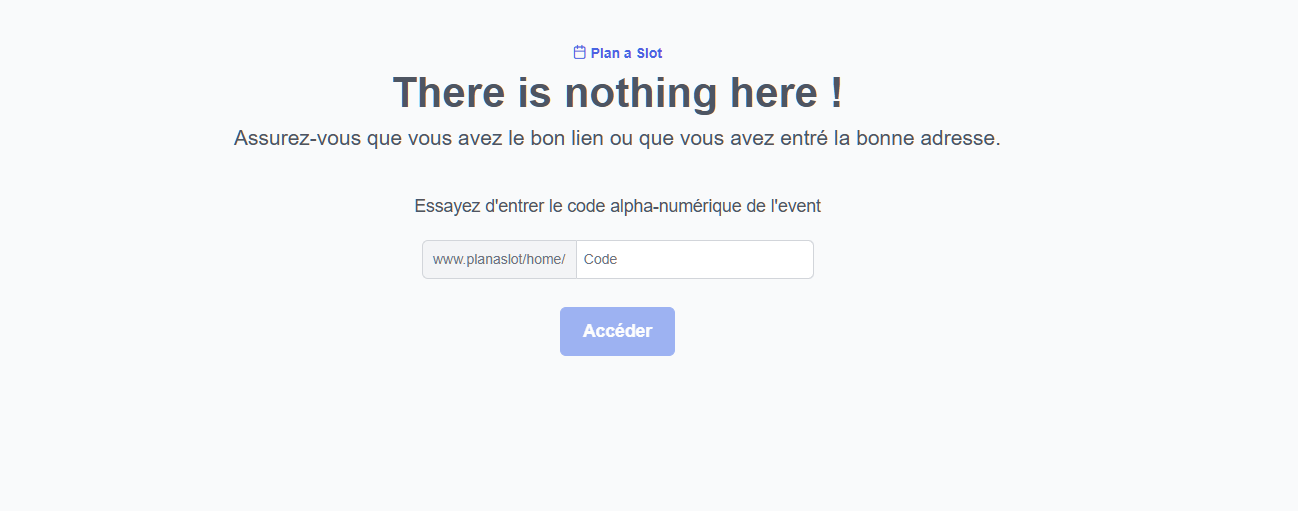 Plan a Slot
There is nothing here !
Assurez-vous que vous avez le bon lien ou que vous avez entré la bonne adresse.
Essayez d'entrer le code alpha-numérique de l'event
www.planaslot/home/ Code
Accéder